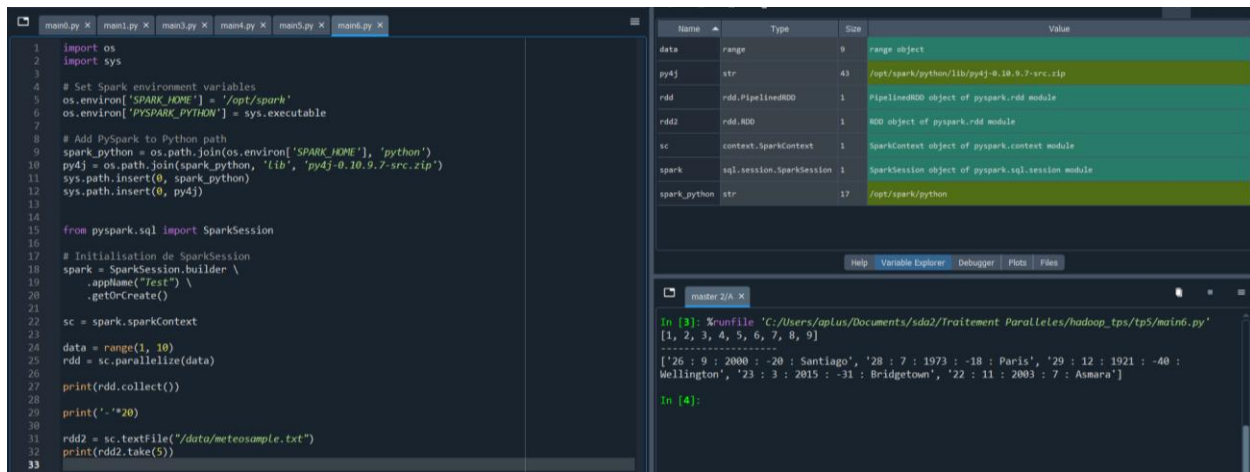 main0.py × main1.py × main3.py × main4.py × main5.py × main6.py ×
1 import os
2 import sys
3
4 # Set Spark environment variables
5 os.environ['SPARK_HOME'] = '/opt/spark'
6 os.environ['PYSPARK_PYTHON'] = sys.executable
7
8 # Add PySpark to Python path
9 spark_python = os.path.join(os.environ['SPARK_HOME'], 'python')
10 py4j = os.path.join(spark_python, 'lib', 'py4j-0.10.9.7-src.zip')
11 sys.path.insert(0, spark_python)
12 sys.path.insert(0, py4j)
13
14
15 from pyspark.sql import SparkSession
16
17 # Initialisation de SparkSession
18 spark = SparkSession.builder \
19 .appName("Test") \
20 .getOrCreate()
21
22 sc = spark.sparkContext
23
24 data = range(1, 10)
25 rdd = sc.parallelize(data)
26
27 print(rdd.collect())
28
29 print('-'*20)
30
31 rdd2 = sc.textFile("/data/meteosample.txt")
32 print(rdd2.take(5))
33
Name Type Size Value
data range 9 range object
py4j str 43 /opt/spark/python/lib/py4j-0.10.9.7-src.zip
rdd rdd.PipelinedRDD 1 PipelinedRDD object of pyspark.rdd module
rdd2 rdd.RDD 1 RDD object of pyspark.rdd module
sc context.SparkContext 1 SparkContext object of pyspark.context module
spark sql.session.SparkSession 1 SparkSession object of pyspark.sql.session module
spark_python str 17 /opt/spark/python
Help Variable Explorer Debugger Plots Files
master 2/A ×
In [3]: %runfile 'C:/Users/aplus/Documents/sda2/Traitement Paralleles/hadoop_tps/tp5/main6.py'
[1, 2, 3, 4, 5, 6, 7, 8, 9]
--------------------
['26 : 9 : 2000 : -20 : Santiago', '28 : 7 : 1973 : -18 : Paris', '29 : 12 : 1921 : -40 :
Wellington', '23 : 3 : 2015 : -31 : Bridgetown', '22 : 11 : 2003 : 7 : Asmara']
In [4]: